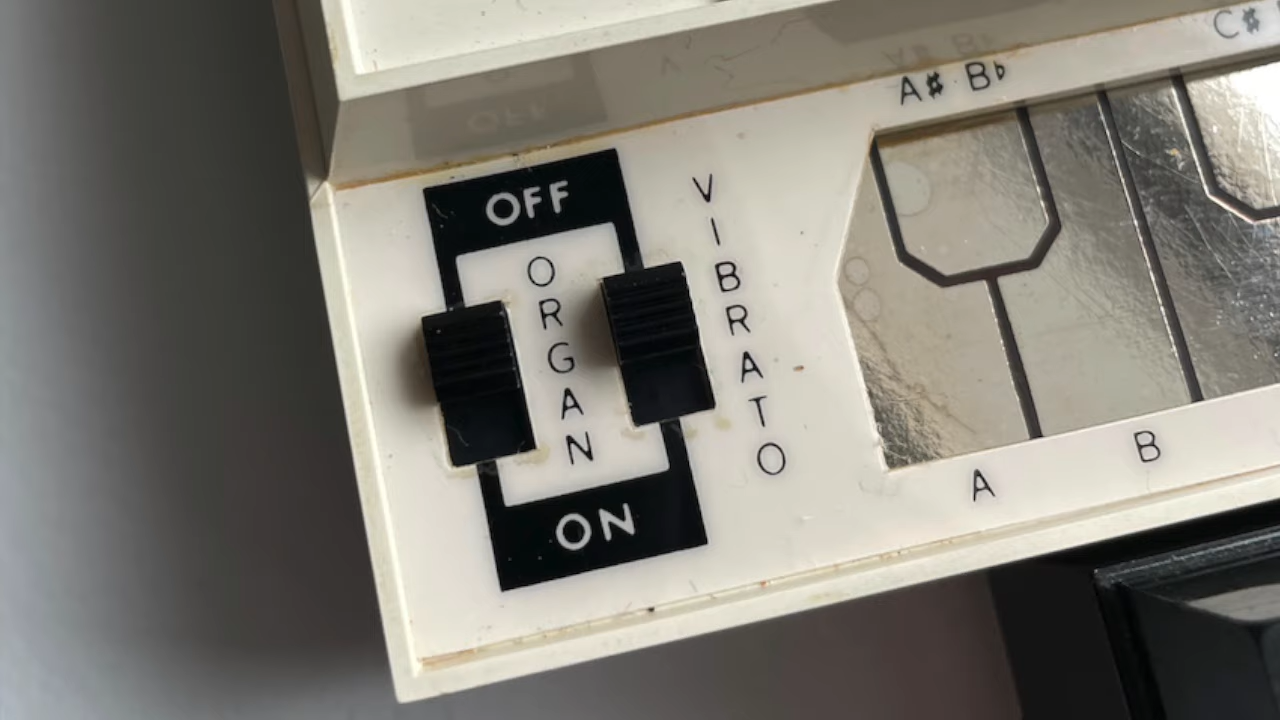 C♯
A♯ B♭
OFF
ORGAN
VIBRATO
ON
A
B